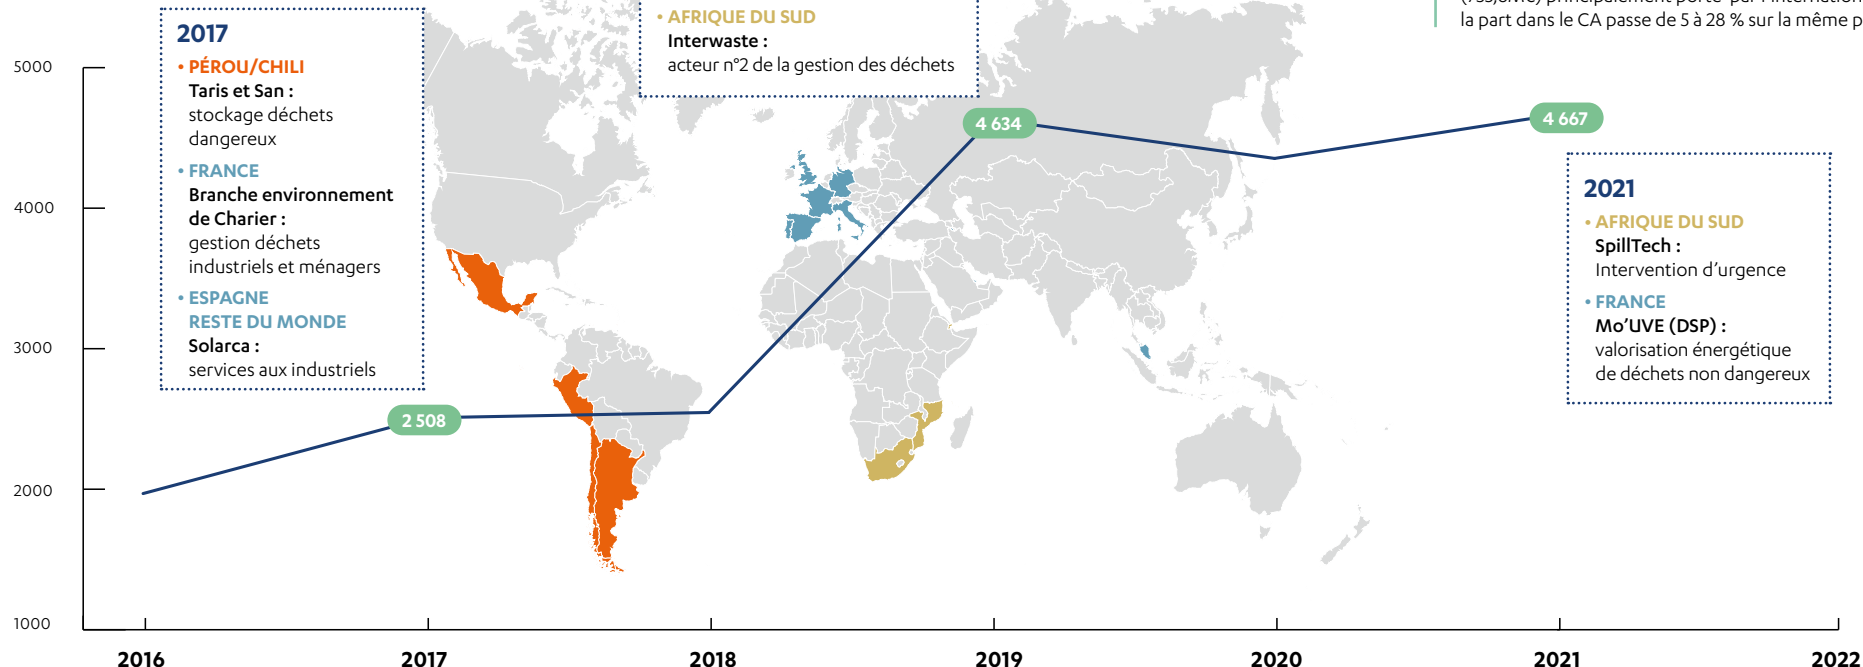 la part dans le CA passe de 5 à 28 % sur la même p
• AFRIQUE DU SUD
Interwaste :
acteur n°2 de la gestion des déchets
2017
• PÉROU/CHILI
Taris et San :
stockage déchets
dangereux
• FRANCE
Branche environnement
de Charier :
gestion déchets
industriels et ménagers
• ESPAGNE
RESTE DU MONDE
Solarca :
services aux industriels
5000
4000
3000
2000
1000
2 508
4 634
4 667
2021
• AFRIQUE DU SUD
SpillTech :
Intervention d’urgence
• FRANCE
Mo’UVE (DSP) :
valorisation énergétique
de déchets non dangereux
2016
2017
2018
2019
2020
2021
2022